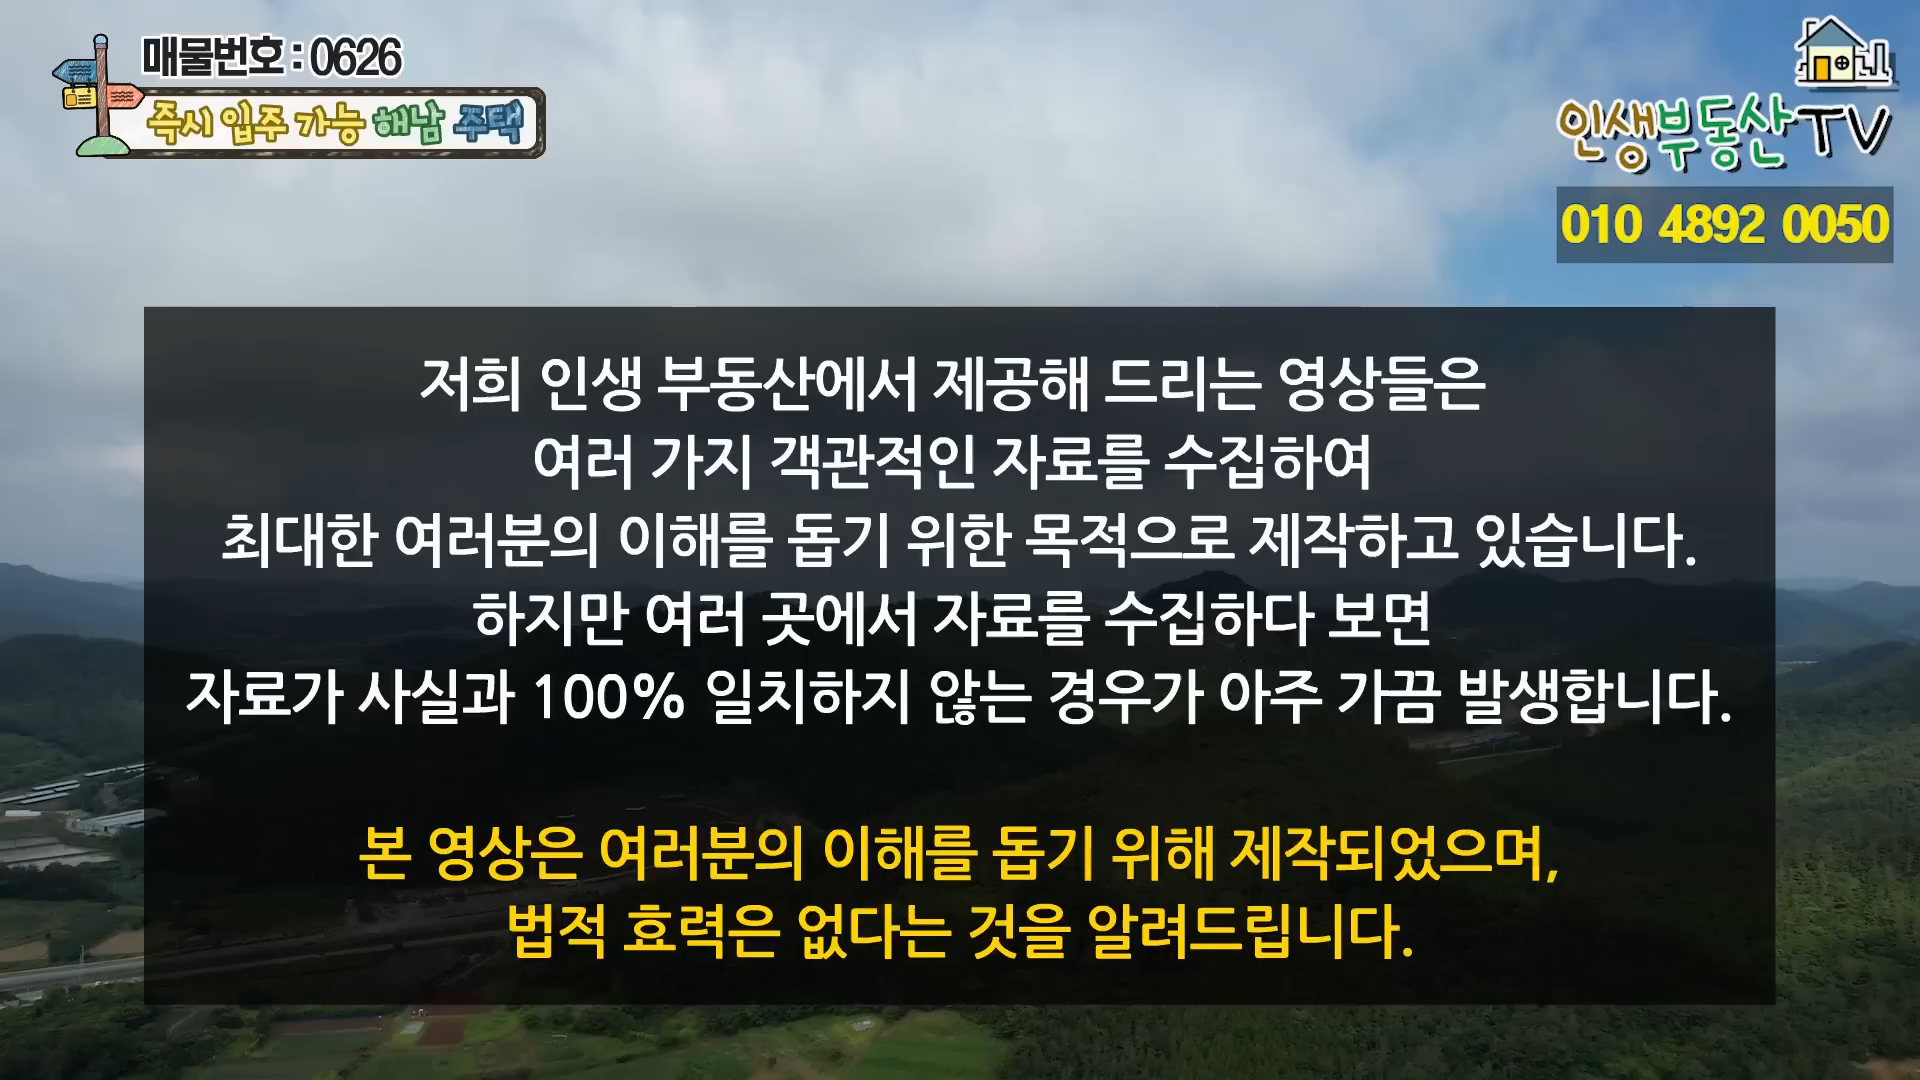 매물번호 : 0626
즉시 입주 가능 해남 주택
인생부동산TV
010 4892 0050
저희 인생 부동산에서 제공해 드리는 영상들은
여러 가지 객관적인 자료를 수집하여
최대한 여러분의 이해를 돕기 위한 목적으로 제작하고 있습니다.
하지만 여러 곳에서 자료를 수집하다 보면
자료가 사실과 100% 일치하지 않는 경우가 아주 가끔 발생합니다.
본 영상은 여러분의 이해를 돕기 위해 제작되었으며,
법적 효력은 없다는 것을 알려드립니다.